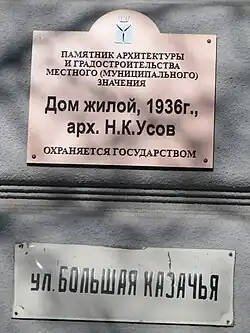 ПАМЯТНИК АРХИТЕКТУРЫ
И ГРАДОСТРОИТЕЛЬСТВА
МЕСТНОГО (МУНИЦИПАЛЬНОГО)
ЗНАЧЕНИЯ
Дом жилой, 1936г.,
арх. Н.К.Усов
ОХРАНЯЕТСЯ ГОСУДАРСТВОМ
ул. БОЛЬШАЯ КАЗАЧЬЯ